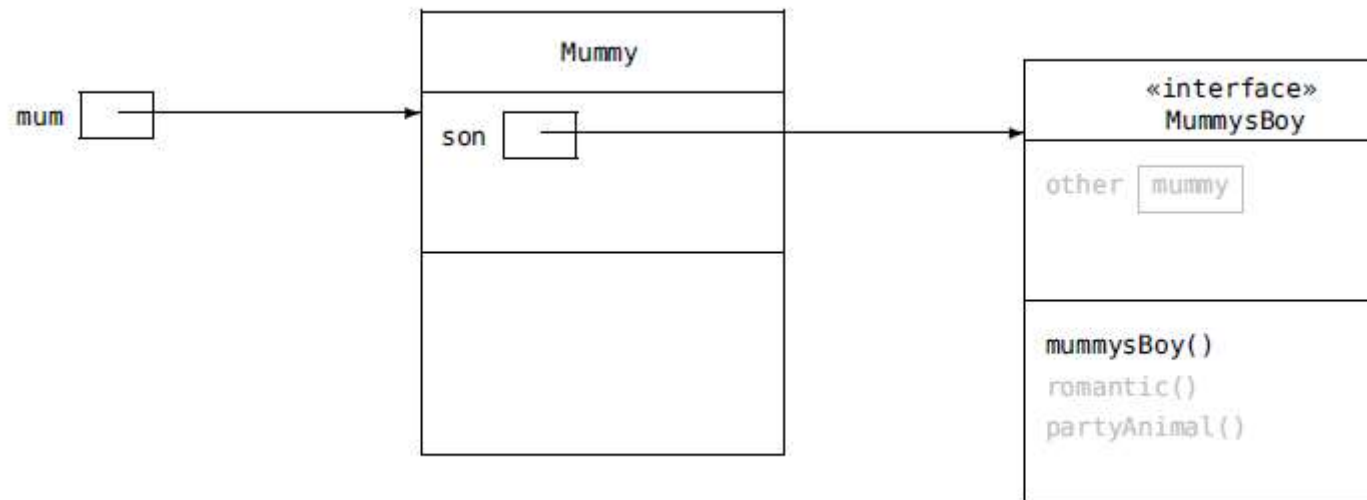 Mummy
mum
son
«interface»
MummysBoy
other mummy
mummysBoy()
romantic()
partyAnimal()